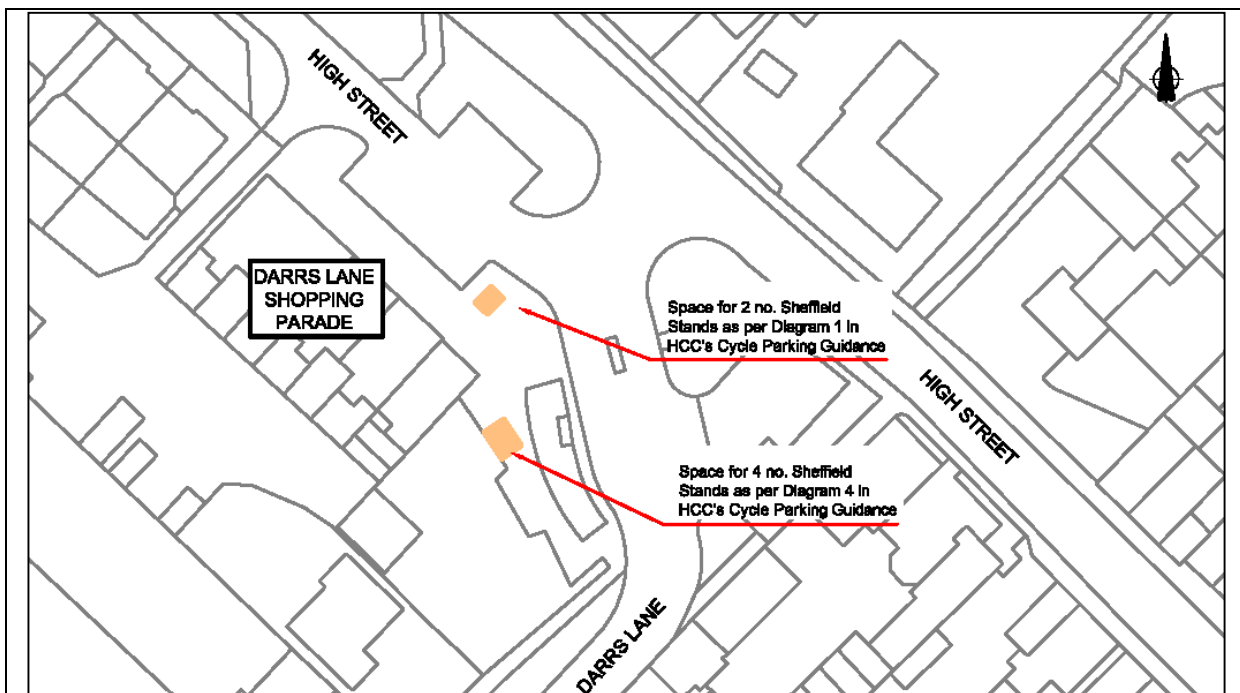 HIGH STREET
DARRS LANE
SHOPPING
PARADE
Space for 2 no. Sheffield
Stands as per Diagram 1 in
HCC's Cycle Parking Guidance
HIGH STREET
Space for 4 no. Sheffield
Stands as per Diagram 4 in
HCC's Cycle Parking Guidance
DARRS LANE